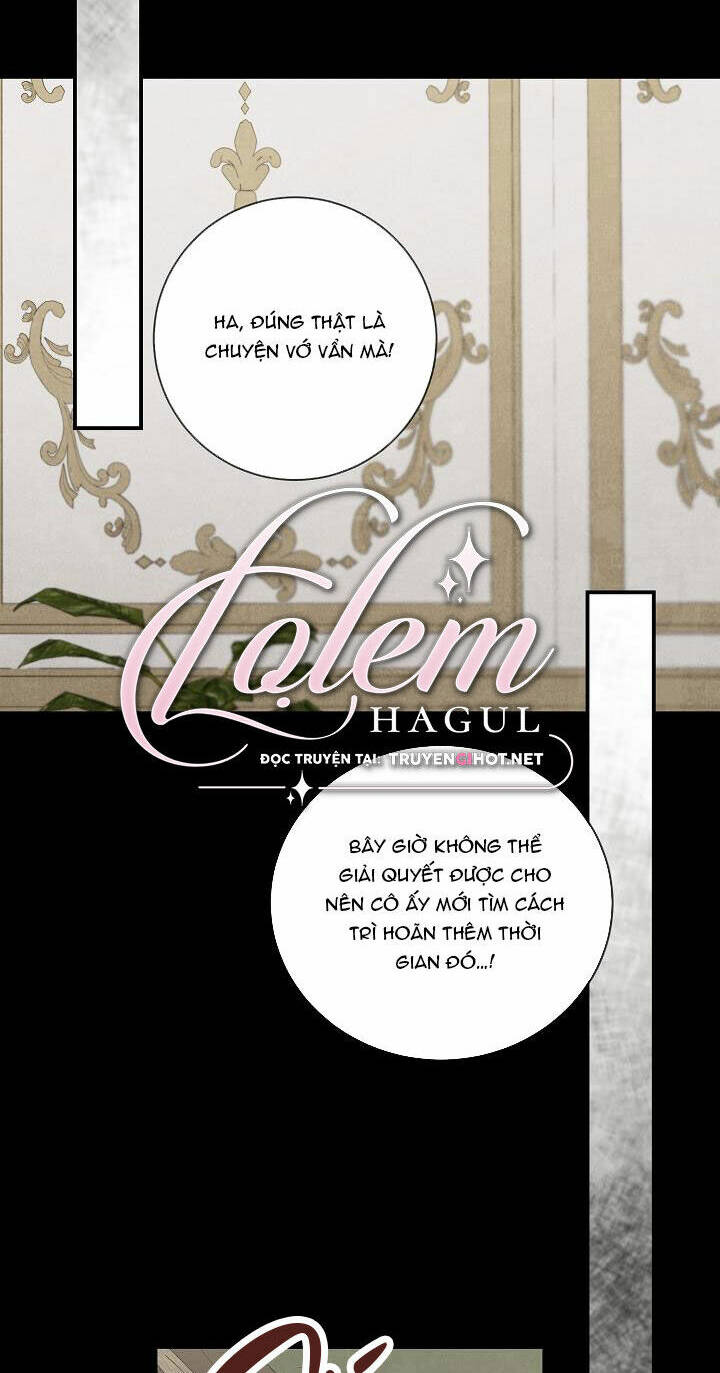 HA, ĐÚNG THẬT LÀ
CHUYỆN VỚ VẨN MÀ!
Lọlem
HAGUL
ĐỌC TRUYỆN TẠI: TRUYENGIHOT.NET
BÂY GIỜ KHÔNG THỂ
GIẢI QUYẾT ĐƯỢC CHO
NÊN CÔ ẤY MỚI TÌM CÁCH
TRÌ HOÃN THÊM THỜI
GIAN ĐÓ...!